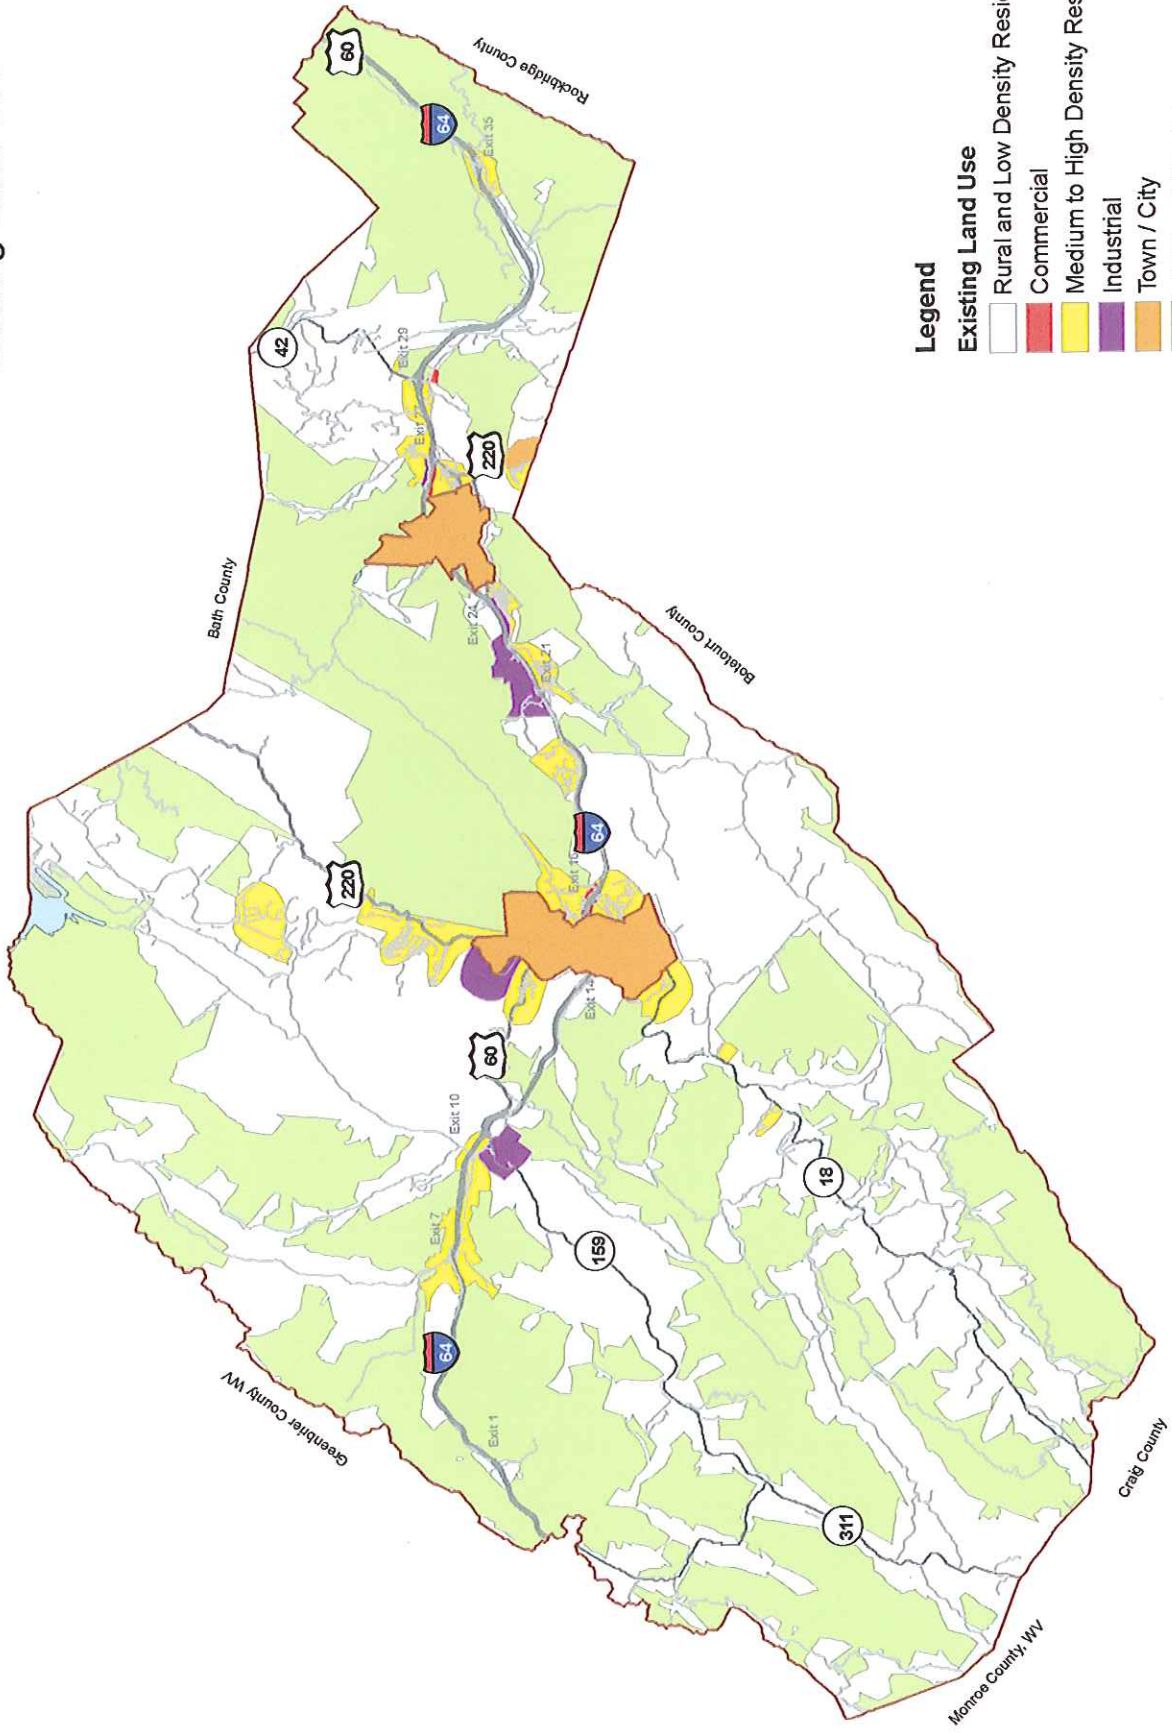 60
Rockbridge County
64
Exit 35
42
Exit 29
220
Bath County
Exit 24
Exit 21
Botetourt County
64
220
Exit 14
60
Exit 10
Exit 7
18
159
64
Greenbrier County WV
Exit 1
311
Craig County
Monroe County, WV
Legend
Existing Land Use
Rural and Low Density Resi
Commercial
Medium to High Density Res
Industrial
Town / City